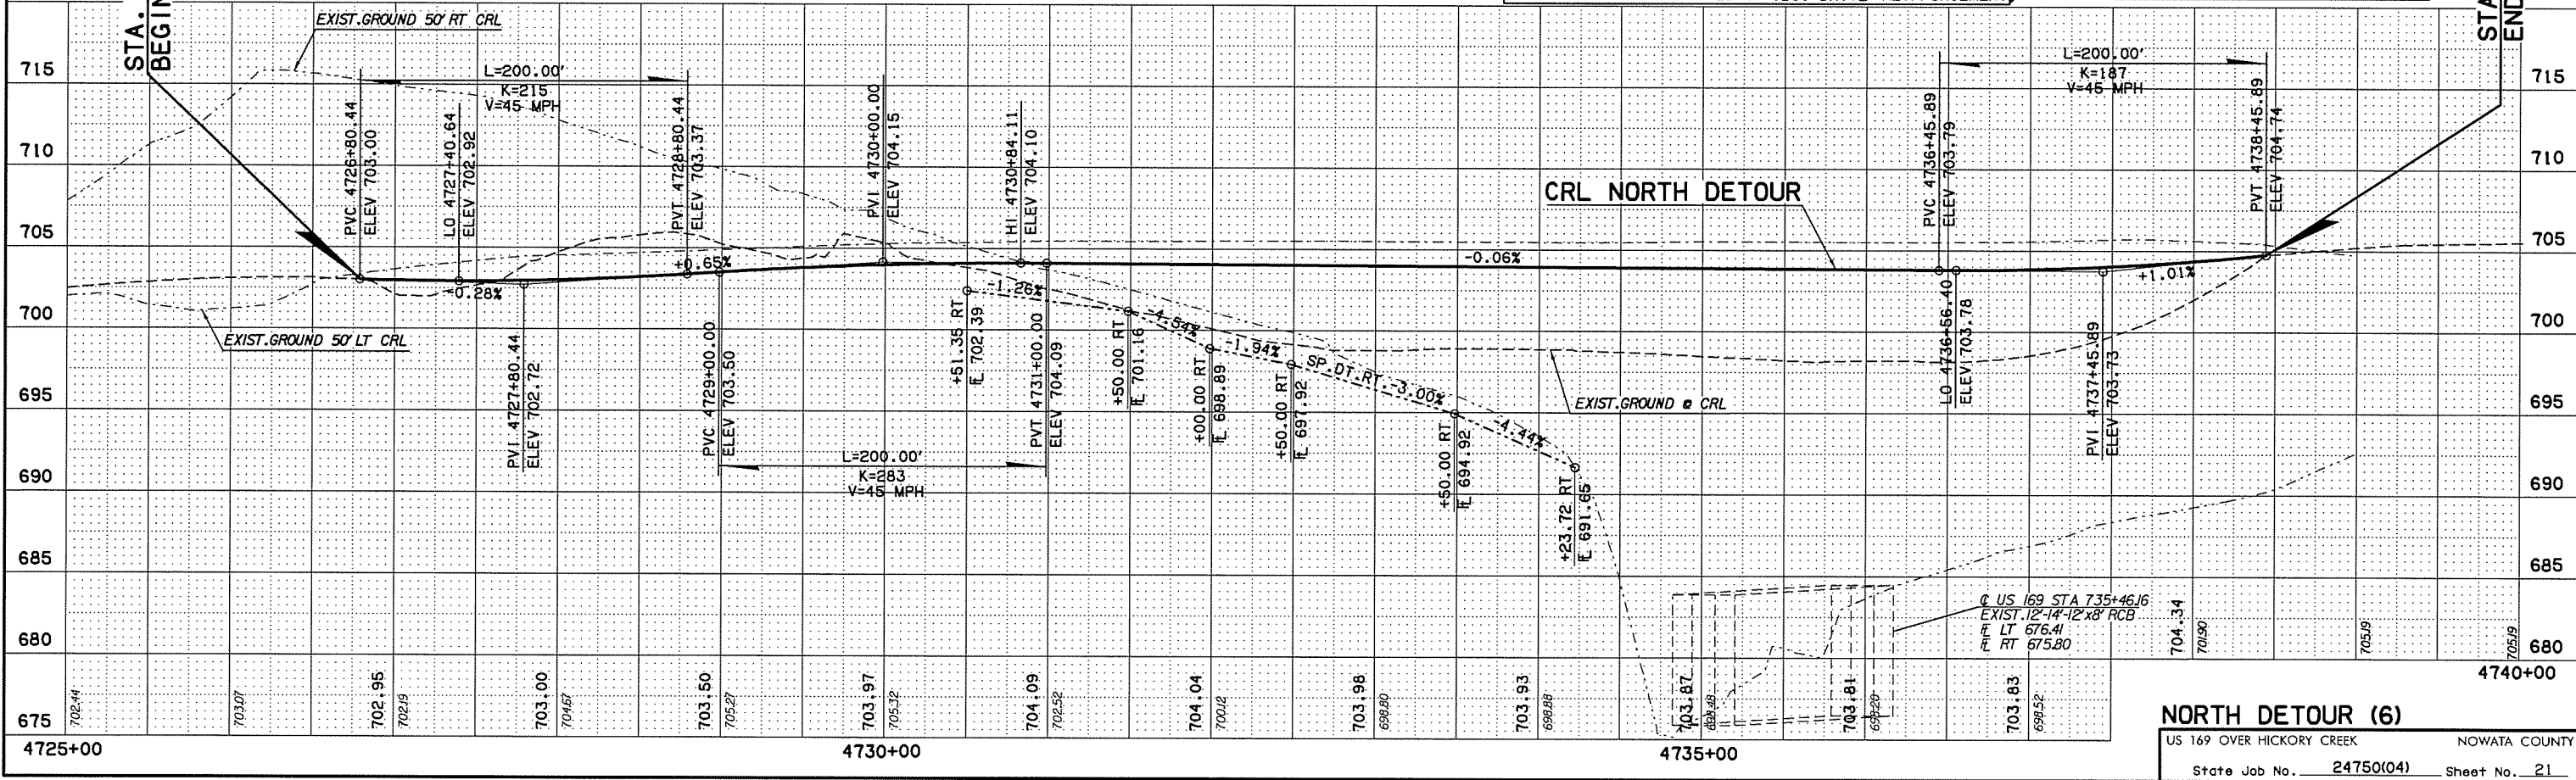 STA.
BEGIN
STA
END
EXIST. GROUND 50' RT CRL
715
710
705
700
695
690
685
680
675
L=200.00'
K=215
V=45 MPH
PVC 4726+80.44
ELEV 703.00
LO 4727+40.64
ELEV 702.92
PVT 4728+80.44
ELEV 703.37
PVI 4730+00.00
ELEV 704.15
HI 4730+84.11
ELEV 704.10
CRL NORTH DETOUR
L=200.00'
K=187
V=45 MPH
PVC 4736+45.89
ELEV 703.79
PVT 4738+45.89
ELEV 704.74
715
710
705
700
695
690
685
680
-0.28%
+0.65%
-0.06%
+1.01%
EXIST. GROUND 50' LT CRL
PVI 4727+80.44
ELEV 702.72
PVC 4729+00.00
ELEV 703.50
L=200.00'
K=283
V=45 MPH
PVT 4731+00.00
ELEV 704.09
-1.26%
-4.54%
-1.94%
SP.DT.RT. -3.00%
-4.44%
+51.35 RT
FL 702.39
+50.00 RT
FL 701.16
+00.00 RT
FL 698.89
+50.00 RT
FL 697.92
+50.00 RT
FL 694.92
+23.72 RT
FL 691.65
EXIST. GROUND @ CRL
LO 4736+56.40
ELEV 703.78
PVI 4737+45.89
ELEV 703.73
℄ US 169 STA 735+46.16
EXIST. 12'-14'-12'x8' RCB
FL LT 676.41
FL RT 675.80
702.44
703.07
702.95
702.19
703.00
704.67
703.50
705.27
703.97
705.32
704.09
702.52
704.04
700.12
703.98
698.80
703.93
698.88
703.87
698.48
703.81
698.20
703.83
698.52
704.34
701.90
705.19
705.19
4725+00
4730+00
4735+00
4740+00
NORTH DETOUR (6)
US 169 OVER HICKORY CREEK NOWATA COUNTY
State Job No. 24750(04) Sheet No. 21